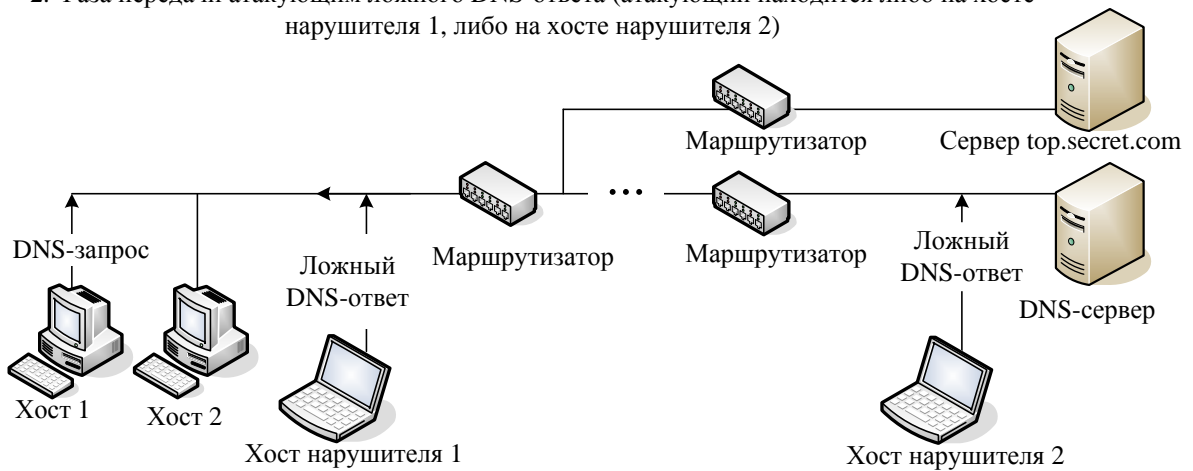 нарушителя 1, либо на хосте нарушителя 2)
Маршрутизатор
Сервер top.secret.com
DNS-запрос
Ложный
DNS-ответ
Маршрутизатор
Маршрутизатор
Ложный
DNS-ответ
DNS-сервер
Хост 1
Хост 2
Хост нарушителя 1
Хост нарушителя 2